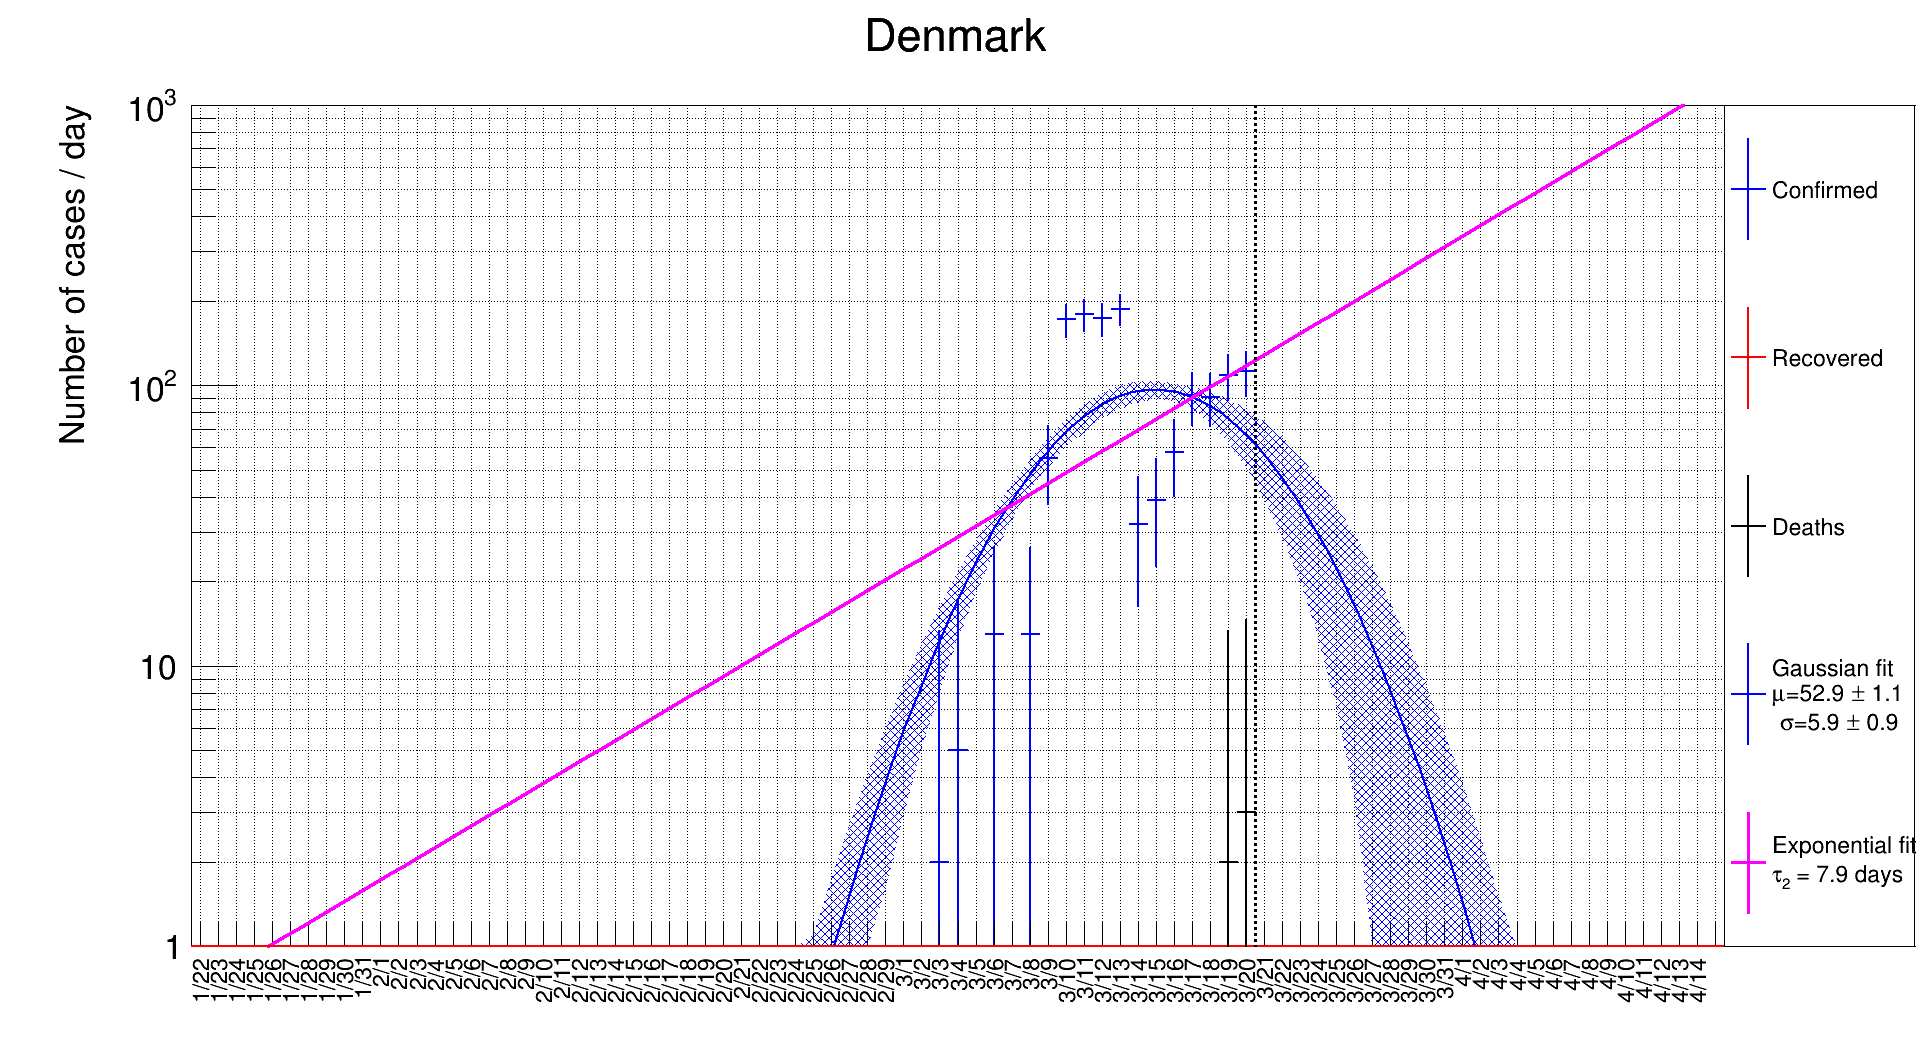 Denmark
Number of cases / day
10³
10²
10
1
1/22 1/23 1/24 1/25 1/26 1/27 1/28 1/29 1/30 1/31 2/1 2/2 2/3 2/4 2/5 2/6 2/7 2/8 2/9 2/10 2/11 2/12 2/13 2/14 2/15 2/16 2/17 2/18 2/19 2/20 2/21 2/22 2/23 2/24 2/25 2/26 2/27 2/28 2/29 3/1 3/2 3/3 3/4 3/5 3/6 3/7 3/8 3/9 3/10 3/11 3/12 3/13 3/14 3/15 3/16 3/17 3/18 3/19 3/20 3/21 3/22 3/23 3/24 3/25 3/26 3/27 3/28 3/29 3/30 3/31 4/1 4/2 4/3 4/4 4/5 4/6 4/7 4/8 4/9 4/10 4/11 4/12 4/13 4/14
Confirmed
Recovered
Deaths
Gaussian fit
μ=52.9 ± 1.1
σ=5.9 ± 0.9
Exponential fit
τ₂ = 7.9 days